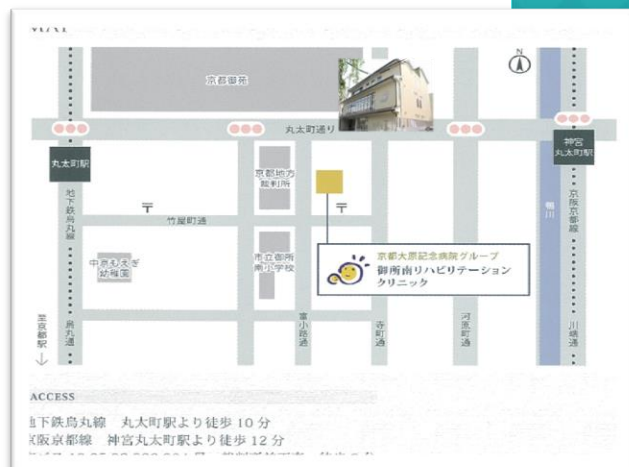 N
京都御苑
丸太町通り
丸太町駅
神宮
丸太町駅
京都地方
裁判所
地下鉄烏丸線
〒
〒
竹屋町通
鴨川
京阪京都線
中京もえぎ
幼稚園
市立御所
南小学校
京都大原記念病院グループ
御所南リハビリテーション
クリニック
至京都駅
烏丸通
富小路通
寺町通
河原町通
川端通
ACCESS
地下鉄烏丸線 丸太町駅より徒歩 10 分
京阪京都線 神宮丸太町駅より徒歩 12 分